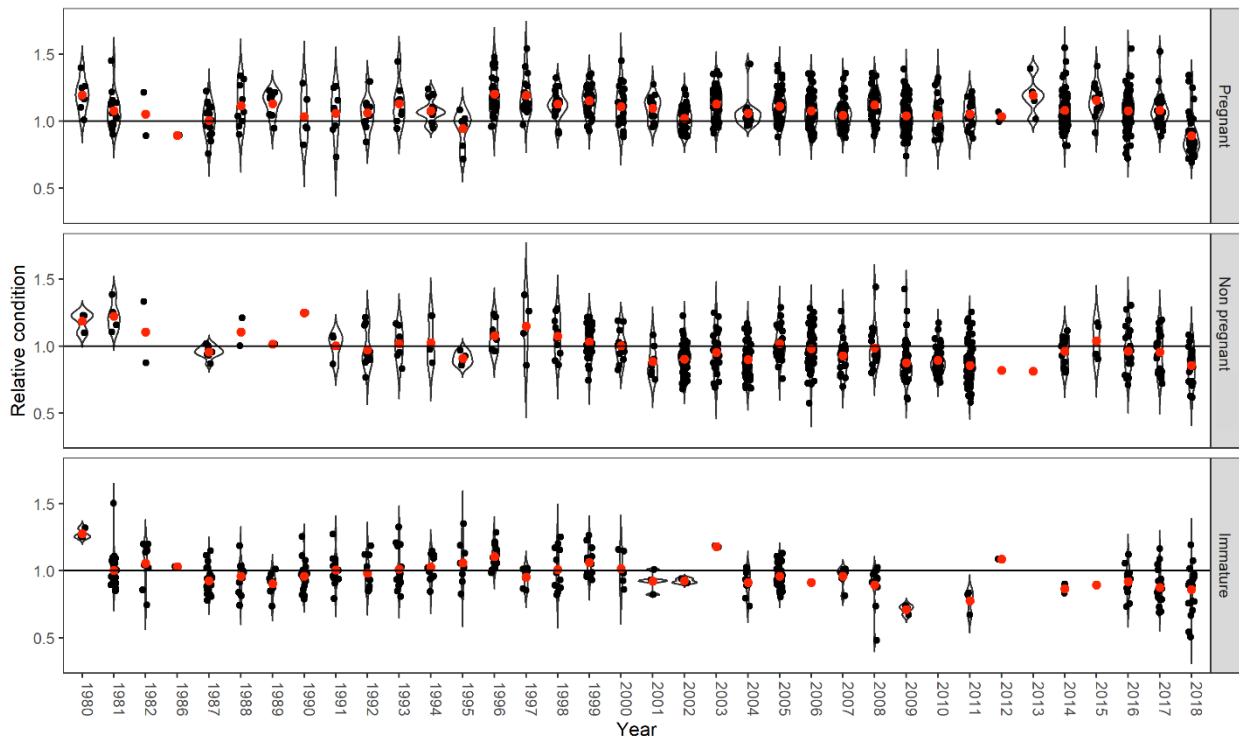 1.5
1.0
0.5
Pregnant
1.5
1.0
0.5
Non pregnant
1.5
1.0
0.5
Immature
Relative condition
1980 1981 1982 1986 1987 1988 1989 1990 1991 1992 1993 1994 1995 1996 1997 1998 1999 2000 2001 2002 2003 2004 2005 2006 2007 2008 2009 2010 2011 2012 2013 2014 2015 2016 2017 2018
Year